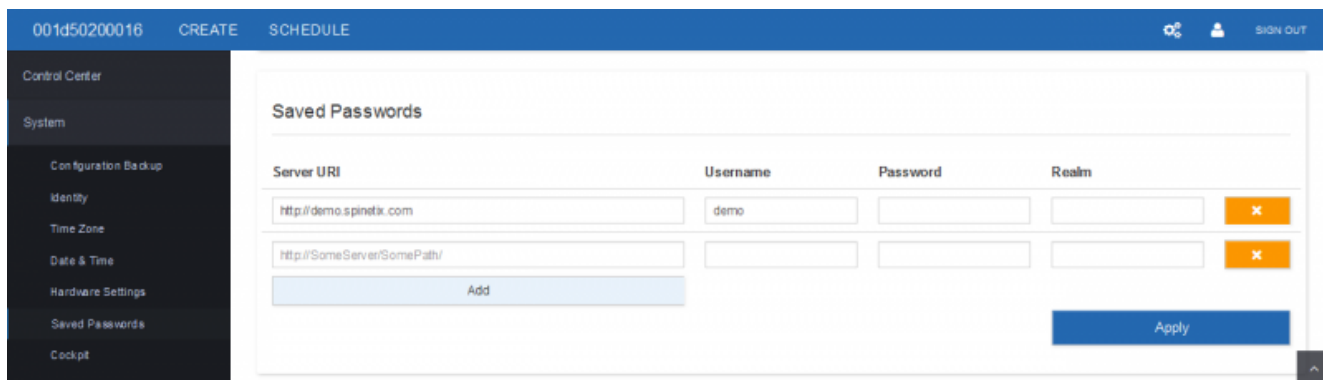 001d50200016 CREATE SCHEDULE SIGN OUT
Control Center
System
Configuration Backup
Identity
Time Zone
Date & Time
Hardware Settings
Saved Passwords
Cockpit
Saved Passwords
Server URI Username Password Realm
http://demo.spinetix.com demo
http://SomeServer/SomePath/
Add
Apply